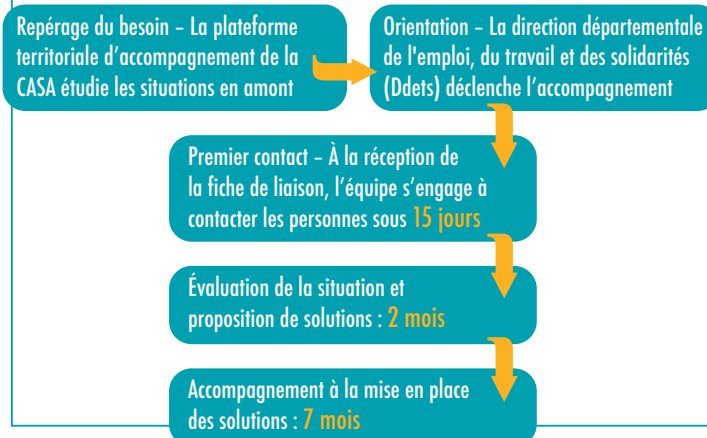 Repérage du besoin – La plateforme
territoriale d’accompagnement de la
CASA étudie les situations en amont
Orientation – La direction départementale
de l'emploi, du travail et des solidarités
(Ddets) déclenche l’accompagnement
Premier contact – À la réception de
la fiche de liaison, l’équipe s’engage à
contacter les personnes sous 15 jours
Évaluation de la situation et
proposition de solutions : 2 mois
Accompagnement à la mise en place
des solutions : 7 mois